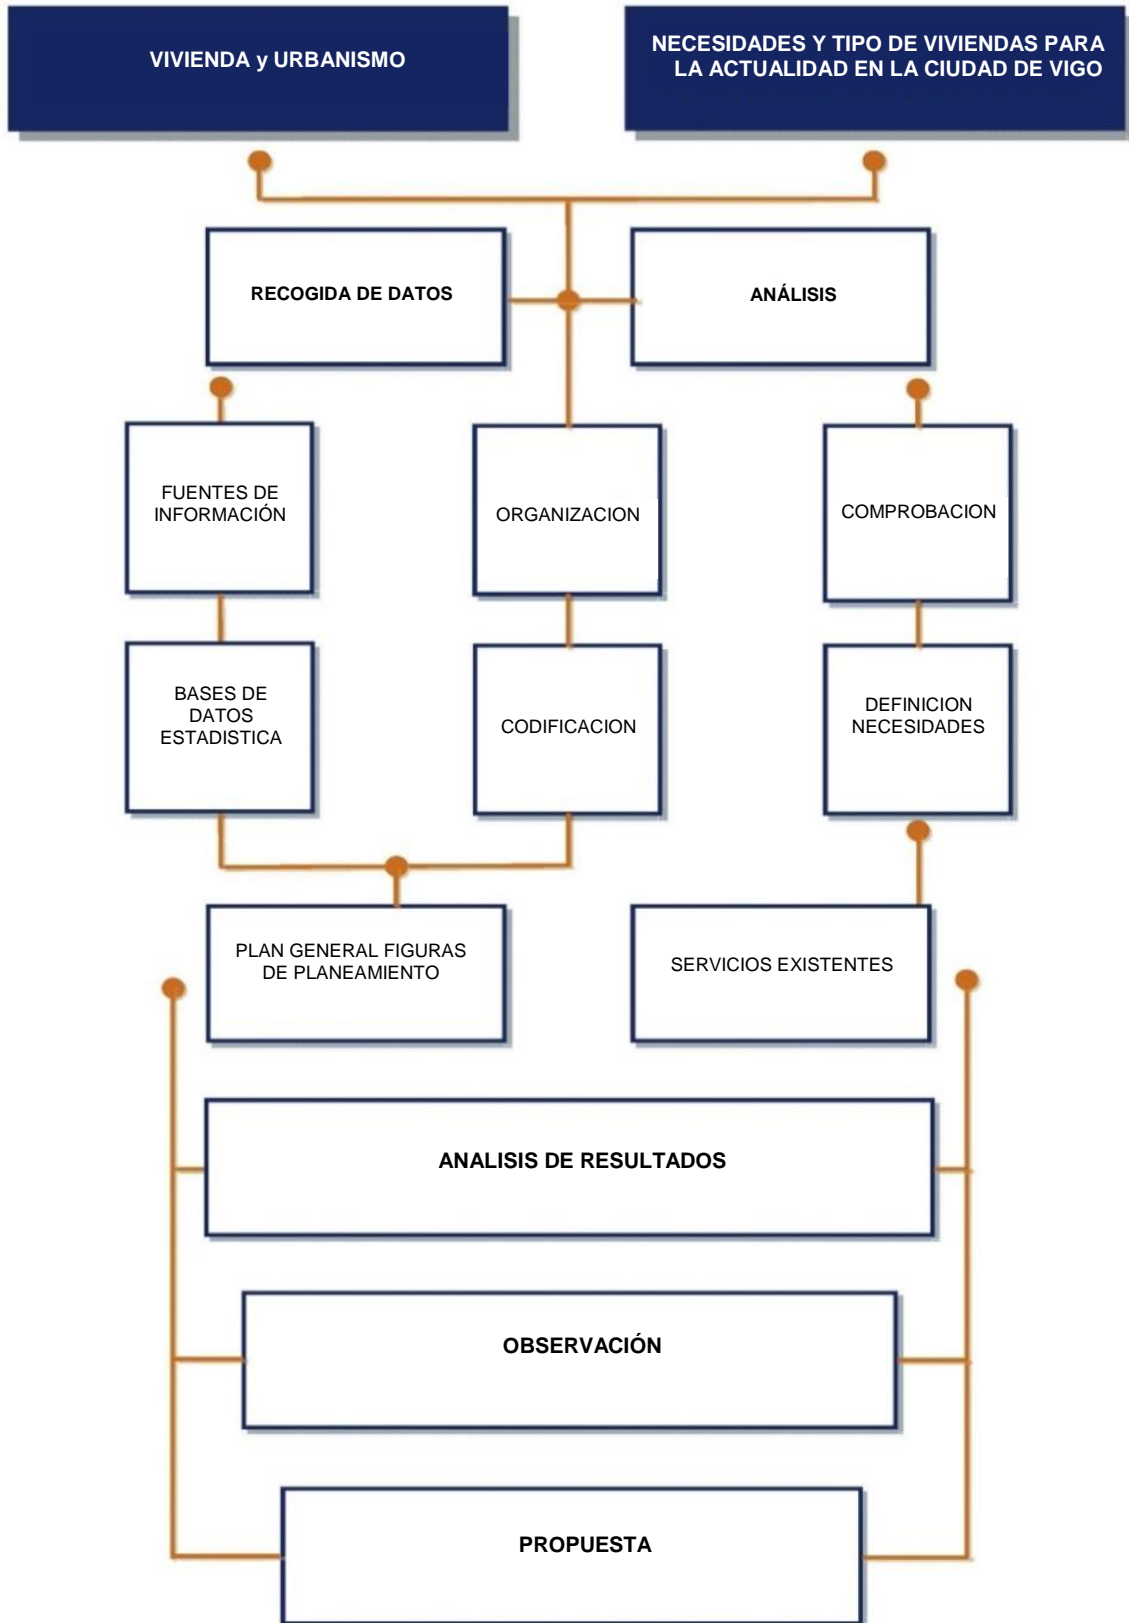 VIVIENDA y URBANISMO
NECESIDADES Y TIPO DE VIVIENDAS PARA
LA ACTUALIDAD EN LA CIUDAD DE VIGO
RECOGIDA DE DATOS
ANÁLISIS
FUENTES DE
INFORMACIÓN
ORGANIZACION
COMPROBACION
BASES DE
DATOS
ESTADISTICA
CODIFICACION
DEFINICION
NECESIDADES
PLAN GENERAL FIGURAS
DE PLANEAMIENTO
SERVICIOS EXISTENTES
ANALISIS DE RESULTADOS
OBSERVACIÓN
PROPUESTA